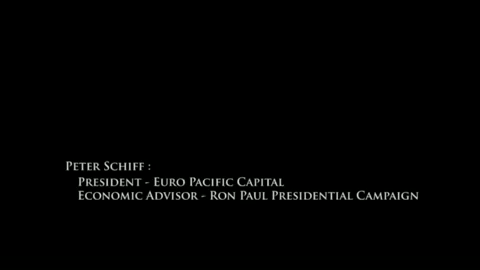 Peter Schiff :
President - Euro Pacific Capital
Economic Advisor - Ron Paul Presidential Campaign